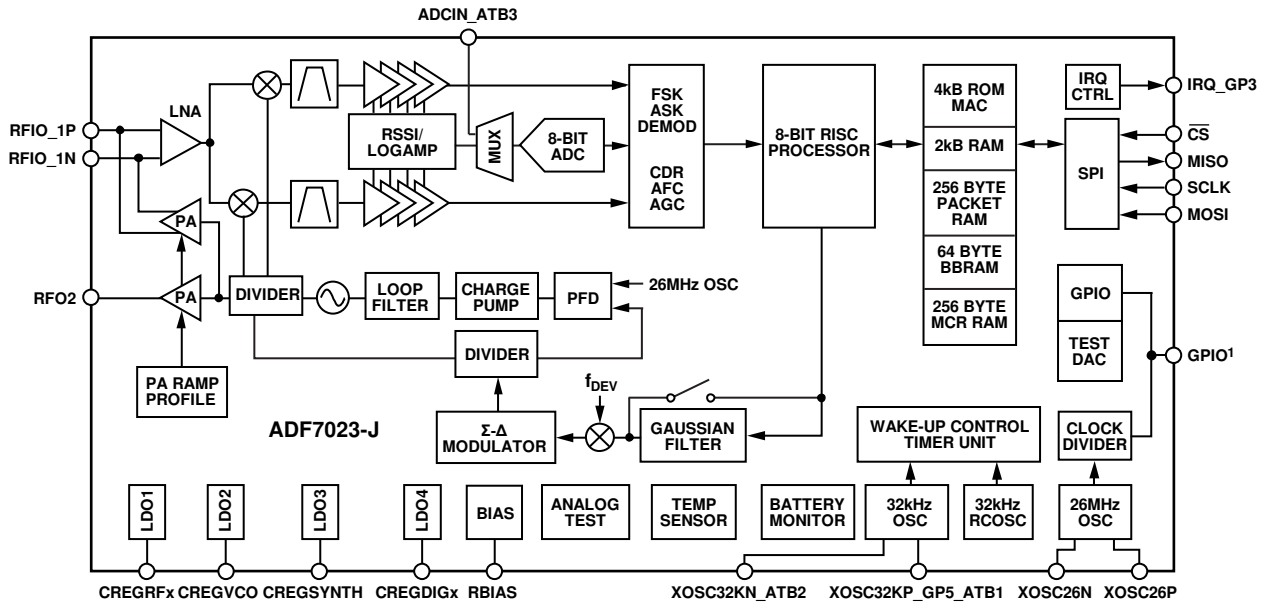 ADCIN_ATB3
RFIO_1P
RFIO_1N
LNA
RSSI/
LOGAMP
MUX
8-BIT
ADC
FSK
ASK
DEMOD
CDR
AFC
AGC
8-BIT RISC
PROCESSOR
4kB ROM
MAC
2kB RAM
256 BYTE
PACKET
RAM
64 BYTE
BBRAM
256 BYTE
MCR RAM
IRQ
CTRL
IRQ_GP3
SPI
C̅S̅
MISO
SCLK
MOSI
PA
PA
RFO2
DIVIDER
LOOP
FILTER
CHARGE
PUMP
PFD
26MHz OSC
DIVIDER
PA RAMP
PROFILE
GPIO
TEST
DAC
GPIO¹
ADF7023-J
Σ-Δ
MODULATOR
fDEV
GAUSSIAN
FILTER
WAKE-UP CONTROL
TIMER UNIT
CLOCK
DIVIDER
LDO1
LDO2
LDO3
LDO4
BIAS
ANALOG
TEST
TEMP
SENSOR
BATTERY
MONITOR
32kHz
OSC
32kHz
RCOSC
26MHz
OSC
CREGRFx
CREGVCO
CREGSYNTH
CREGDIGx
RBIAS
XOSC32KN_ATB2
XOSC32KP_GP5_ATB1
XOSC26N
XOSC26P